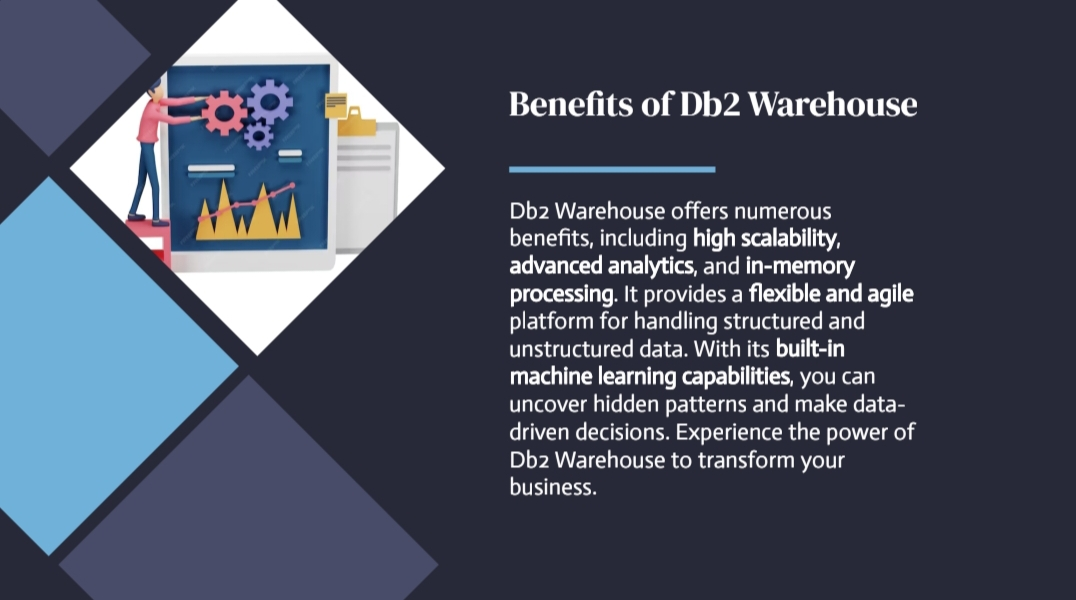 Benefits of Db2 Warehouse
Db2 Warehouse offers numerous
benefits, including high scalability,
advanced analytics, and in-memory
processing. It provides a flexible and agile
platform for handling structured and
unstructured data. With its built-in
machine learning capabilities, you can
uncover hidden patterns and make data-
driven decisions. Experience the power of
Db2 Warehouse to transform your
business.